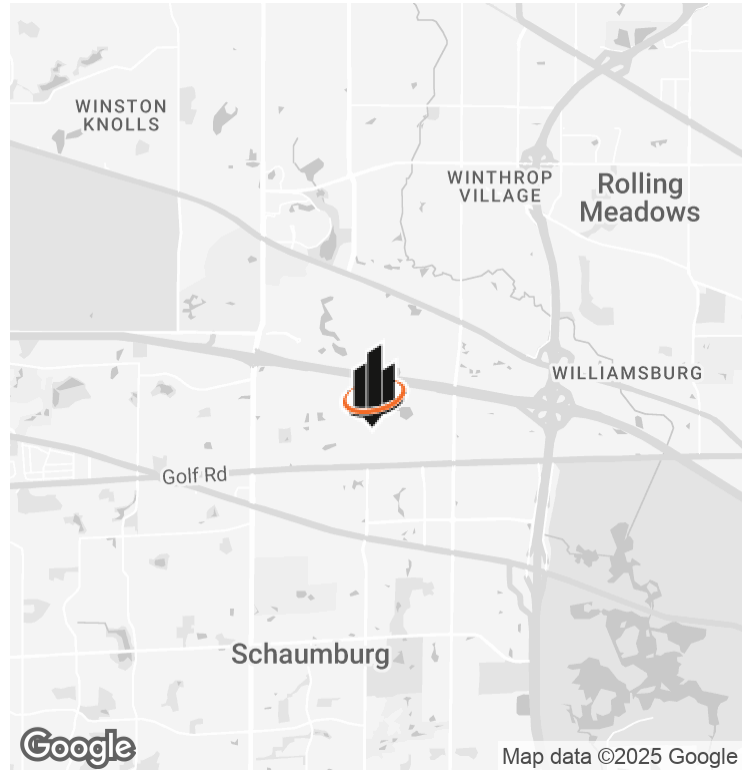 WINSTON
KNOLLS
WINTHROP
VILLAGE
Rolling
Meadows
WILLIAMSBURG
Golf Rd
Schaumburg
Google
Map data ©2025 Google